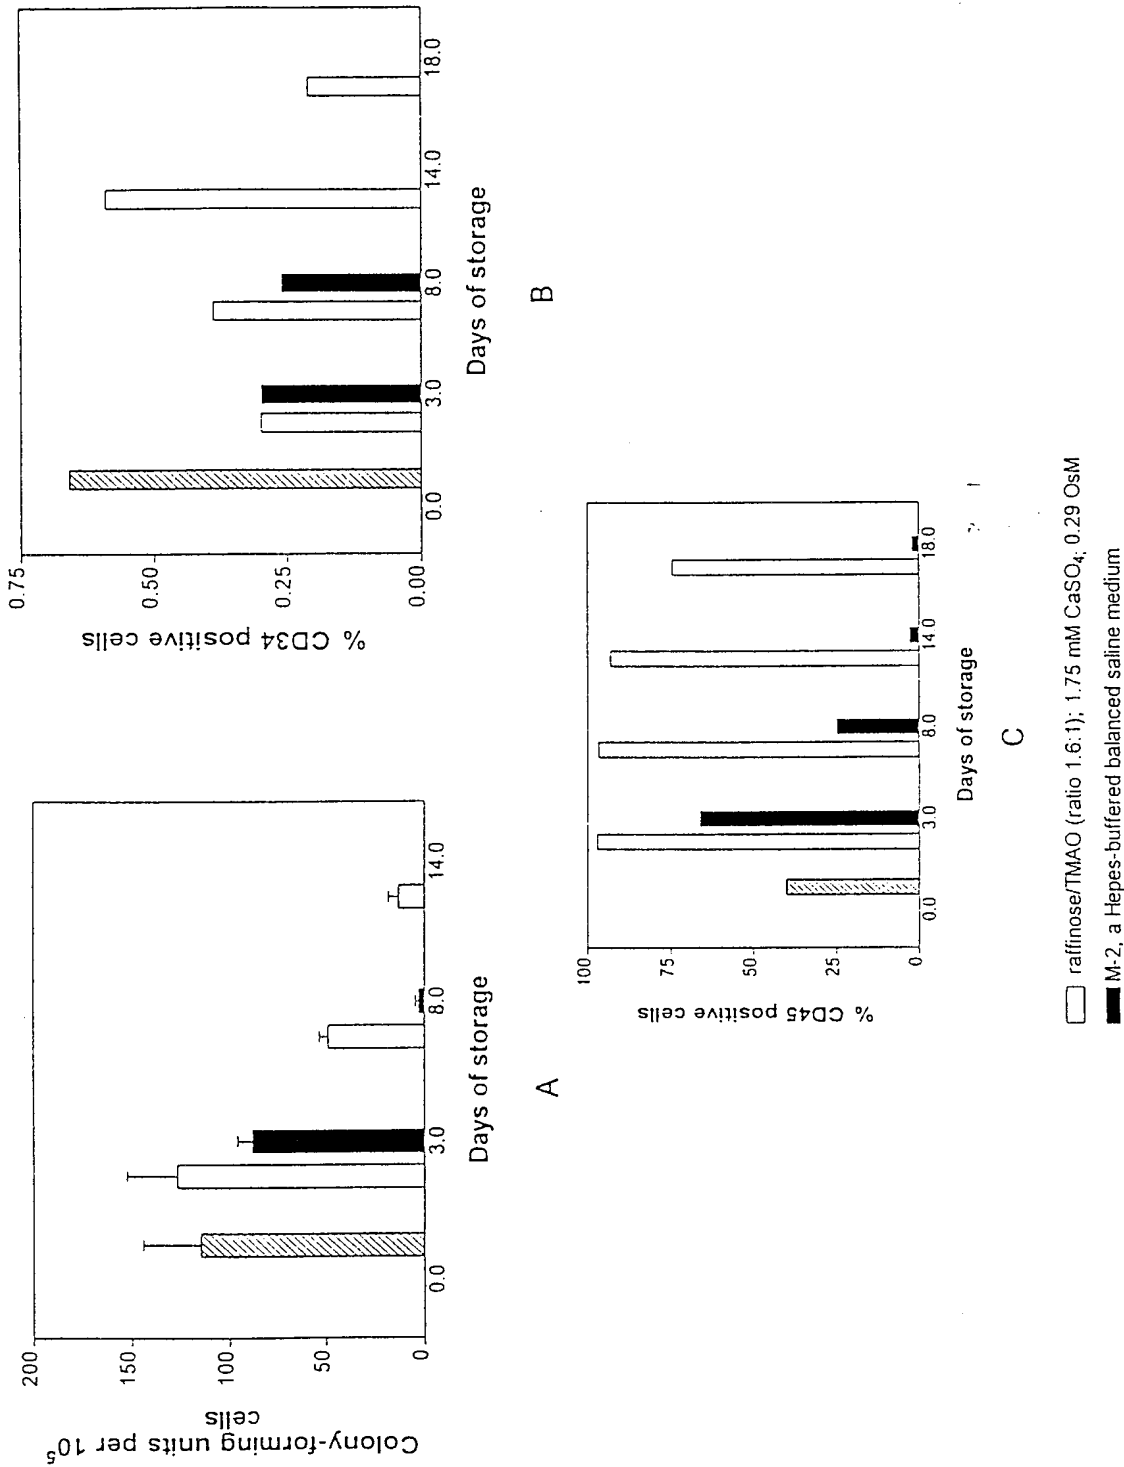 200
150
100
50
0
Colony-forming units per 10⁵
cells
0.0
3.0
8.0
14.0
Days of storage
A
0.75
0.50
0.25
0.00
% CD34 positive cells
0.0
3.0
8.0
14.0
18.0
Days of storage
B
100
75
50
25
0
% CD45 positive cells
0.0
3.0
8.0
14.0
18.0
Days of storage
C
raffinose/TMAO (ratio 1.6:1); 1.75 mM CaSO₄; 0.29 OsM
M-2, a Hepes-buffered balanced saline medium